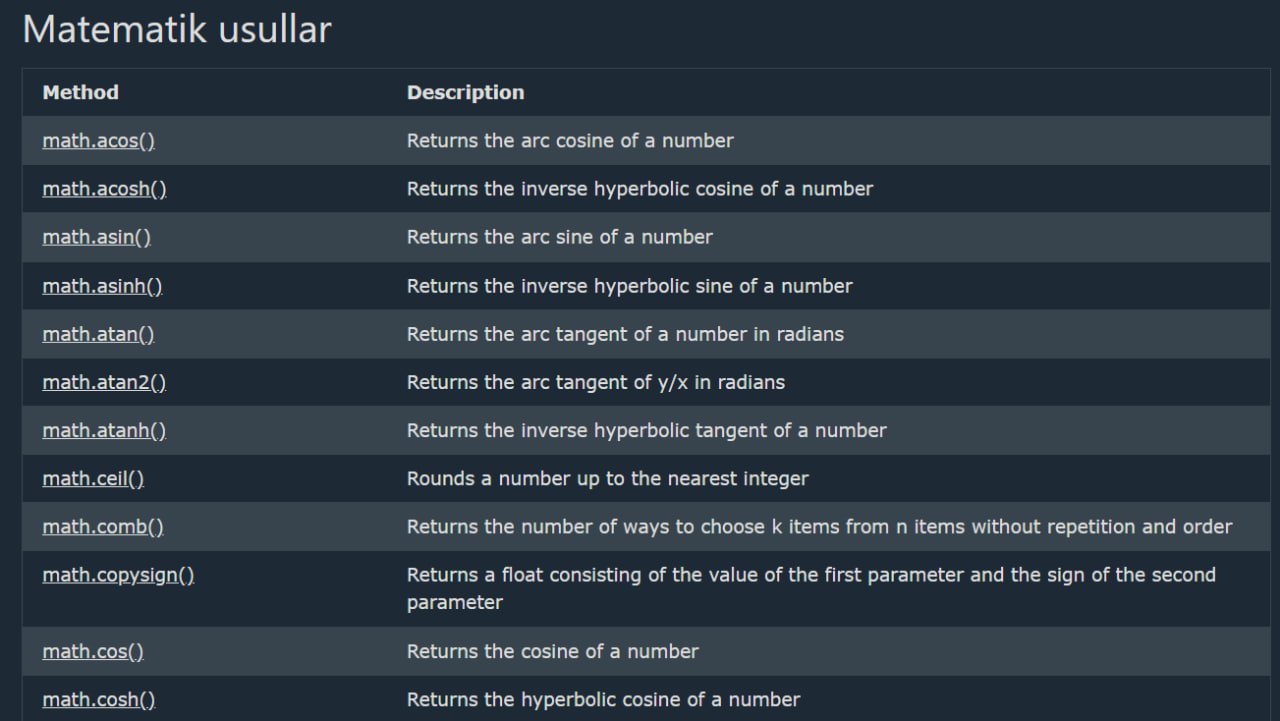 Matematik usullar
Method Description
math.acos() Returns the arc cosine of a number
math.acosh() Returns the inverse hyperbolic cosine of a number
math.asin() Returns the arc sine of a number
math.asinh() Returns the inverse hyperbolic sine of a number
math.atan() Returns the arc tangent of a number in radians
math.atan2() Returns the arc tangent of y/x in radians
math.atanh() Returns the inverse hyperbolic tangent of a number
math.ceil() Rounds a number up to the nearest integer
math.comb() Returns the number of ways to choose k items from n items without repetition and order
math.copysign() Returns a float consisting of the value of the first parameter and the sign of the second
parameter
math.cos() Returns the cosine of a number
math.cosh() Returns the hyperbolic cosine of a number